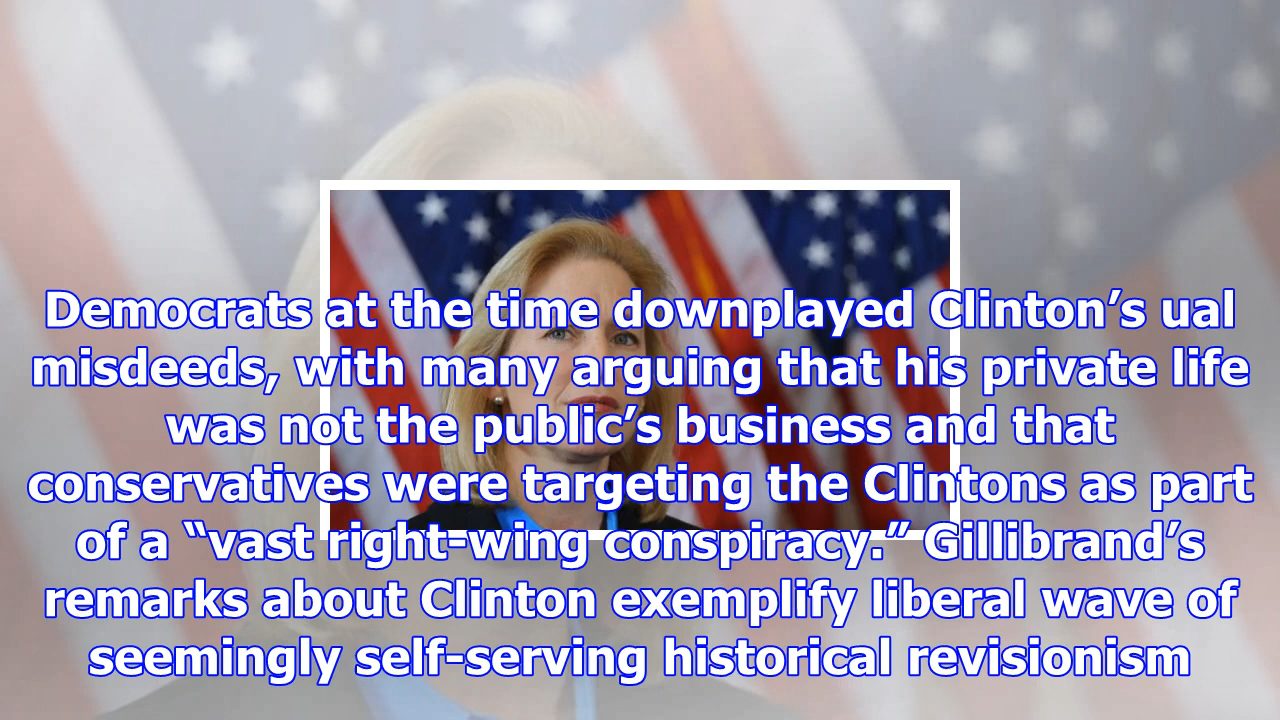 Democrats at the time downplayed Clinton’s ual
misdeeds, with many arguing that his private life
was not the public’s business and that
conservatives were targeting the Clintons as part
of a “vast right-wing conspiracy.” Gillibrand’s
remarks about Clinton exemplify liberal wave of
seemingly self-serving historical revisionism